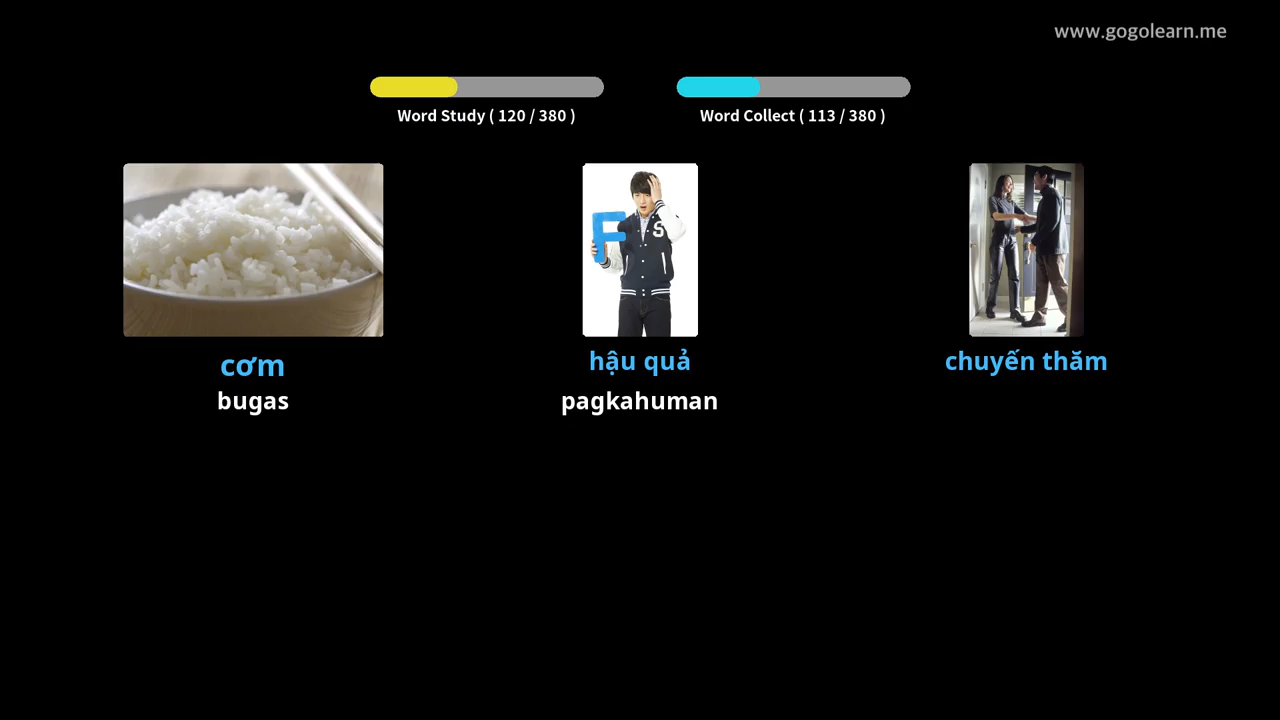 www.gogolearn.me
Word Study ( 120 / 380 )
Word Collect ( 113 / 380 )
F
S
cơm
hậu quả
chuyến thăm
bugas
pagkahuman